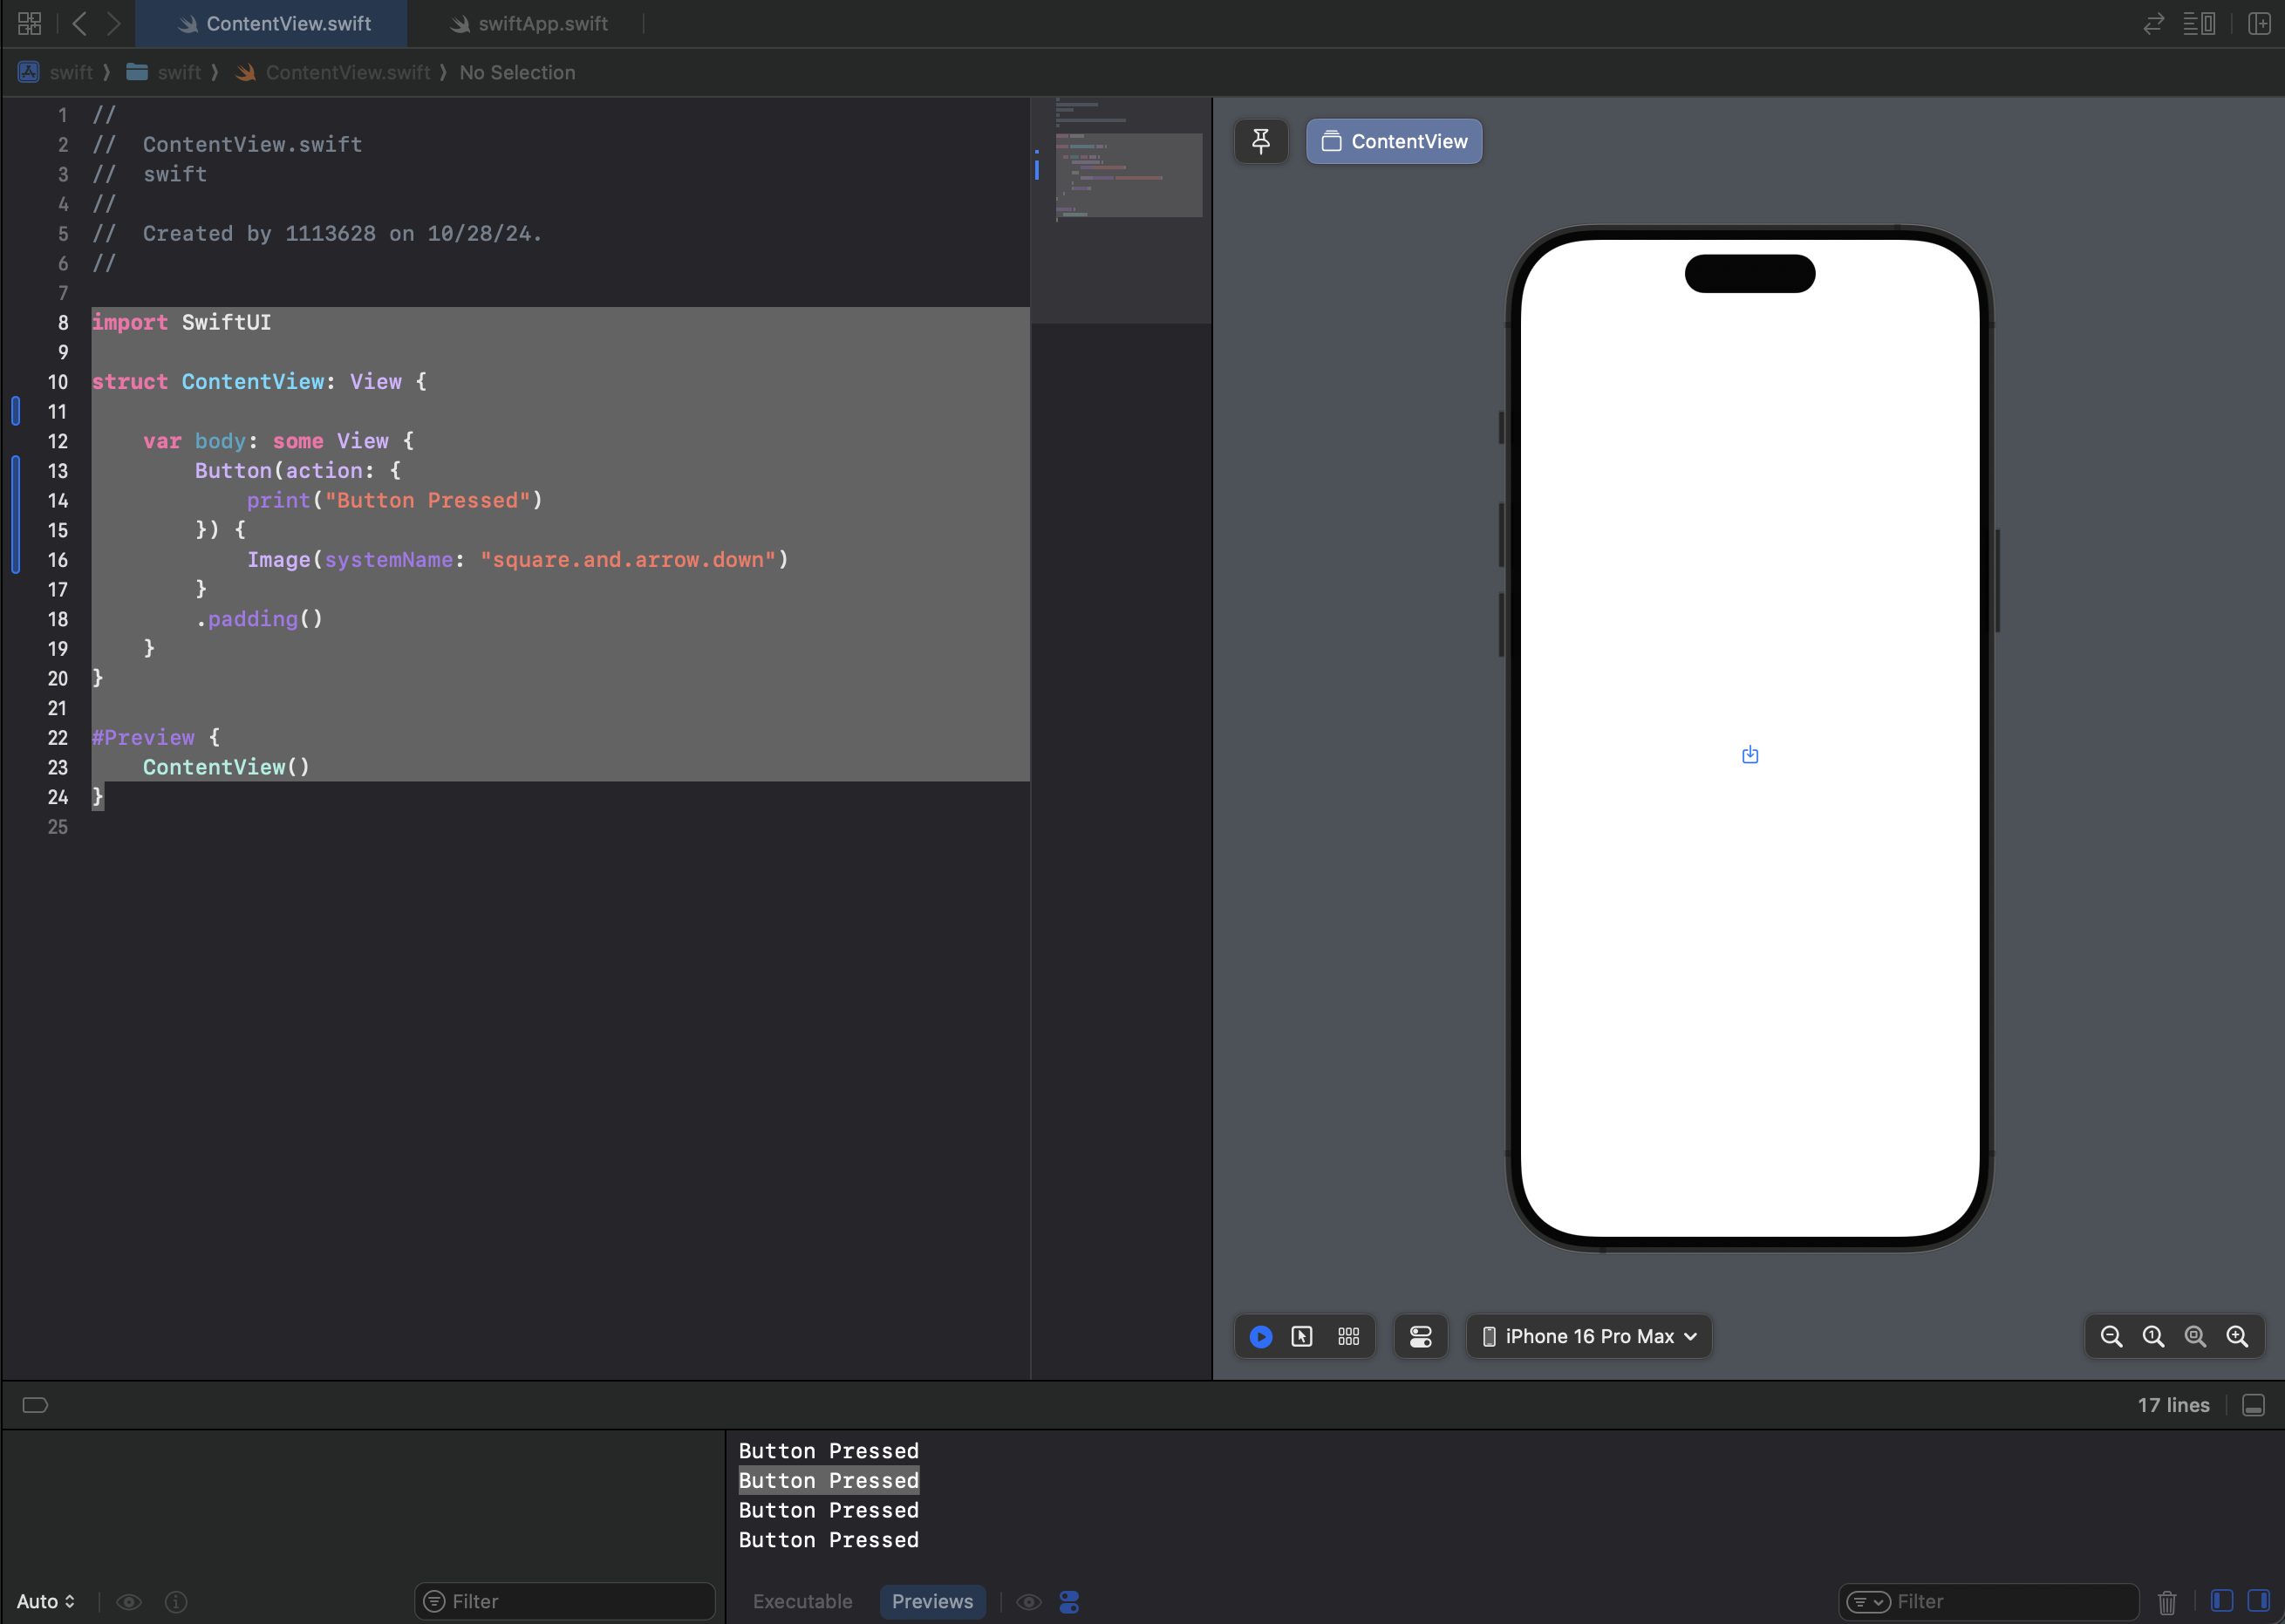 ContentView.swift
swiftApp.swift
swift
swift
ContentView.swift
No Selection
1 //
2 //  ContentView.swift
3 //  swift
4 //
5 //  Created by 1113628 on 10/28/24.
6 //
7
8 import SwiftUI
9
10 struct ContentView: View {
11
12     var body: some View {
13         Button(action: {
14             print("Button Pressed")
15         }) {
16             Image(systemName: "square.and.arrow.down")
17         }
18         .padding()
19     }
20 }
21
22 #Preview {
23     ContentView()
24 }
25
ContentView
iPhone 16 Pro Max
17 lines
Button Pressed
Button Pressed
Button Pressed
Button Pressed
Auto
Filter
Executable
Previews
Filter